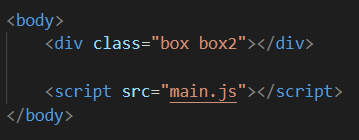 <body>
<div class="box box2"></div>
<script src="main.js"></script>
</body>